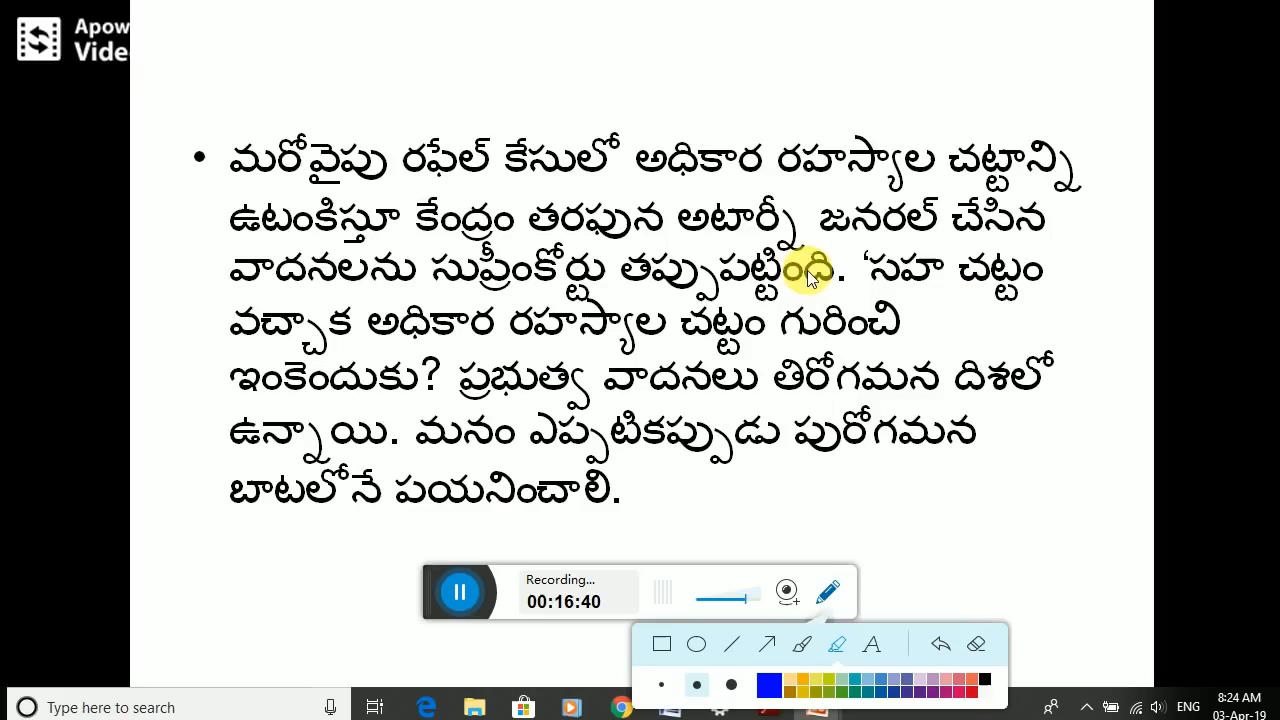 Apow
Vide
• మరోవైపు రఫేల్ కేసులో అధికార రహస్యాల చట్టాన్ని
ఉటంకిస్తూ కేంద్రం తరఫున అటార్నీ జనరల్ చేసిన
వాదనలను సుప్రీంకోర్టు తప్పుపట్టింది. ‘సహ చట్టం
వచ్చాక అధికార రహస్యాల చట్టం గురించి
ఇంకెందుకు? ప్రభుత్వ వాదనలు తిరోగమన దిశలో
ఉన్నాయి. మనం ఎప్పటికప్పుడు పురోగమన
బాటలోనే పయనించాలి.
Recording...
00:16:40
A
Type here to search
ENG
8:24 AM
03-Apr-19